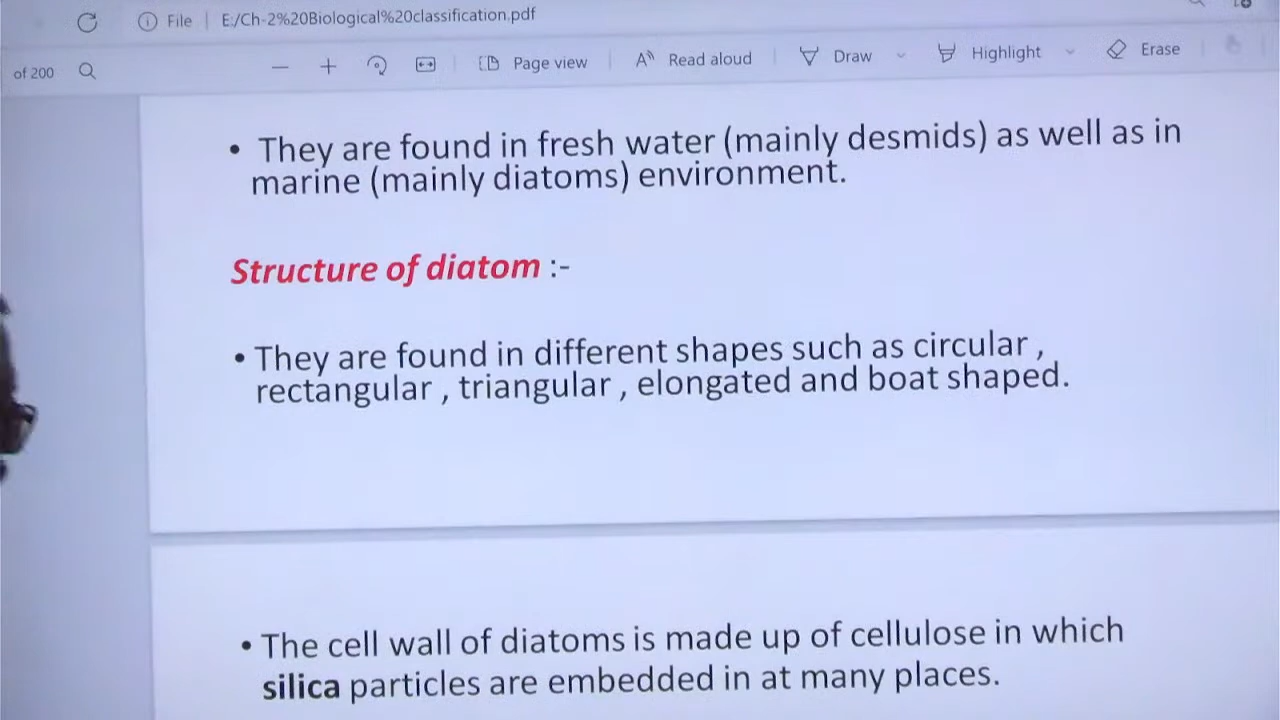 File | E:/Ch-2%20Biological%20classification.pdf
of 200 Page view Read aloud Draw Highlight Erase
• They are found in fresh water (mainly desmids) as well as in
marine (mainly diatoms) environment.
Structure of diatom :-
• They are found in different shapes such as circular ,
rectangular , triangular , elongated and boat shaped.
• The cell wall of diatoms is made up of cellulose in which
silica particles are embedded in at many places.